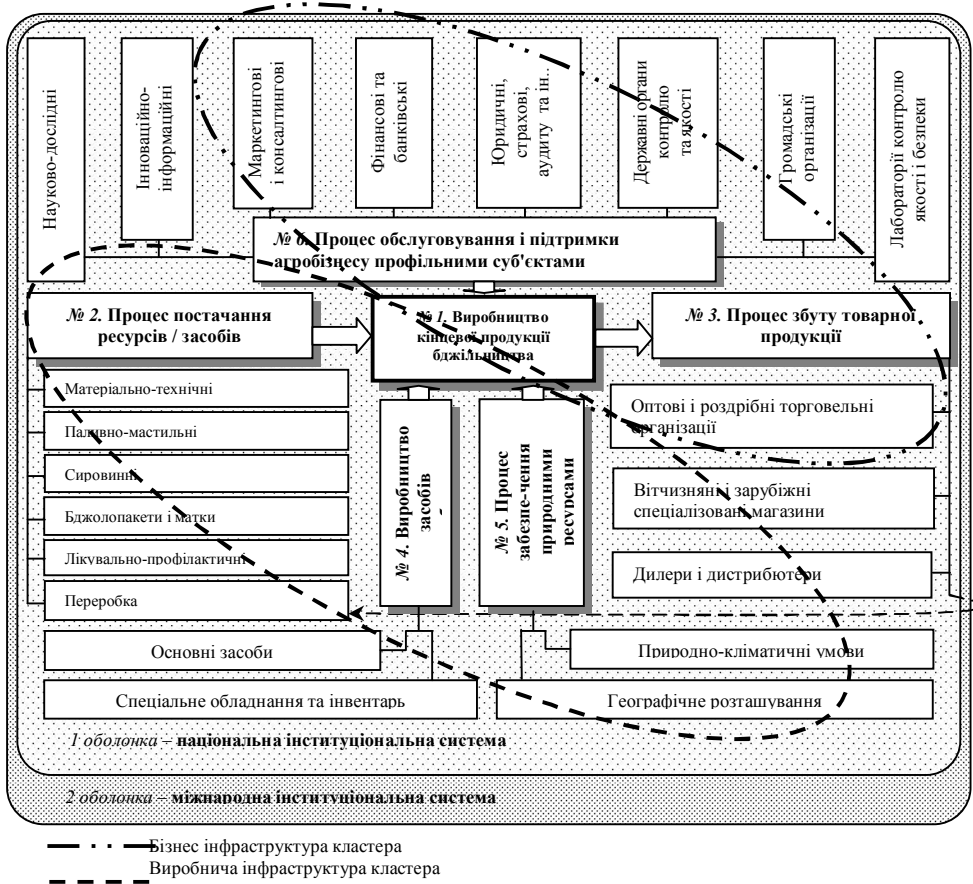 Науково-дослідні
Інноваційно-
інформаційні
Маркетингові
і консалтингові
Фінансові та
банківські
Юридичні,
страхові,
аудиту та ін..
Державні органи
контролю
та якості
Громадські
організації
Лабораторії контролю
якості і безпеки
№ 6. Процес обслуговування і підтримки
агробізнесу профільними суб'єктами
№ 2. Процес постачання
ресурсів / засобів
№ 1. Виробництво
кінцевої продукції
бджільництва
№ 3. Процес збуту товарної
продукції
Матеріально-технічні
Паливно-мастильні
Сировинні
Бджолопакети і матки
Лікувально-профілактичні
Переробка
№ 4. Виробництво
засобів
№ 5. Процес
забезпе-чення
природними
ресурсами
Оптові і роздрібні торговельні
організації
Вітчизняні і зарубіжні
спеціалізовані магазини
Дилери і дистрибютери
Основні засоби
Природно-кліматичні умови
Спеціальне обладнання та інвентарь
Географічне розташування
1 оболонка – національна інституціональна система
2 оболонка – міжнародна інституціональна система
Бізнес інфраструктура кластера
Виробнича інфраструктура кластера